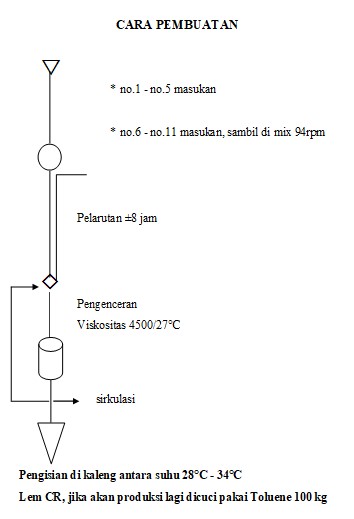 CARA PEMBUATAN
* no.1 - no.5 masukan
* no.6 - no.11 masukan, sambil di mix 94rpm
Pelarutan ±8 jam
Pengenceran
Viskositas 4500/27°C
sirkulasi
Pengisian di kaleng antara suhu 28°C - 34°C
Lem CR, jika akan produksi lagi dicuci pakai Toluene 100 kg